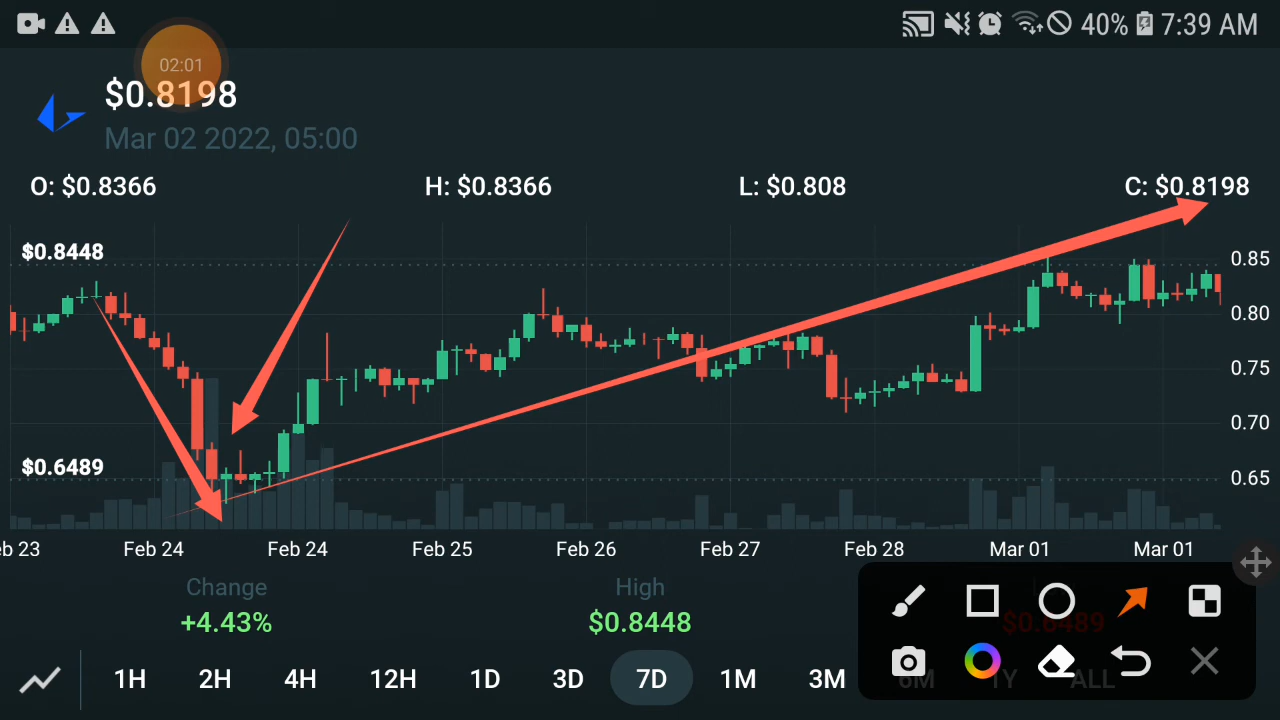 40% 7:39 AM
02:01
$0.8198
Mar 02 2022, 05:00
O: $0.8366 H: $0.8366 L: $0.808 C: $0.8198
$0.8448
0.85
0.80
0.75
0.70
$0.6489
0.65
eb 23 Feb 24 Feb 24 Feb 25 Feb 26 Feb 27 Feb 28 Mar 01 Mar 01
Change High
+4.43% $0.8448 $0.6489
1H 2H 4H 12H 1D 3D 7D 1M 3M 6M 1Y ALL